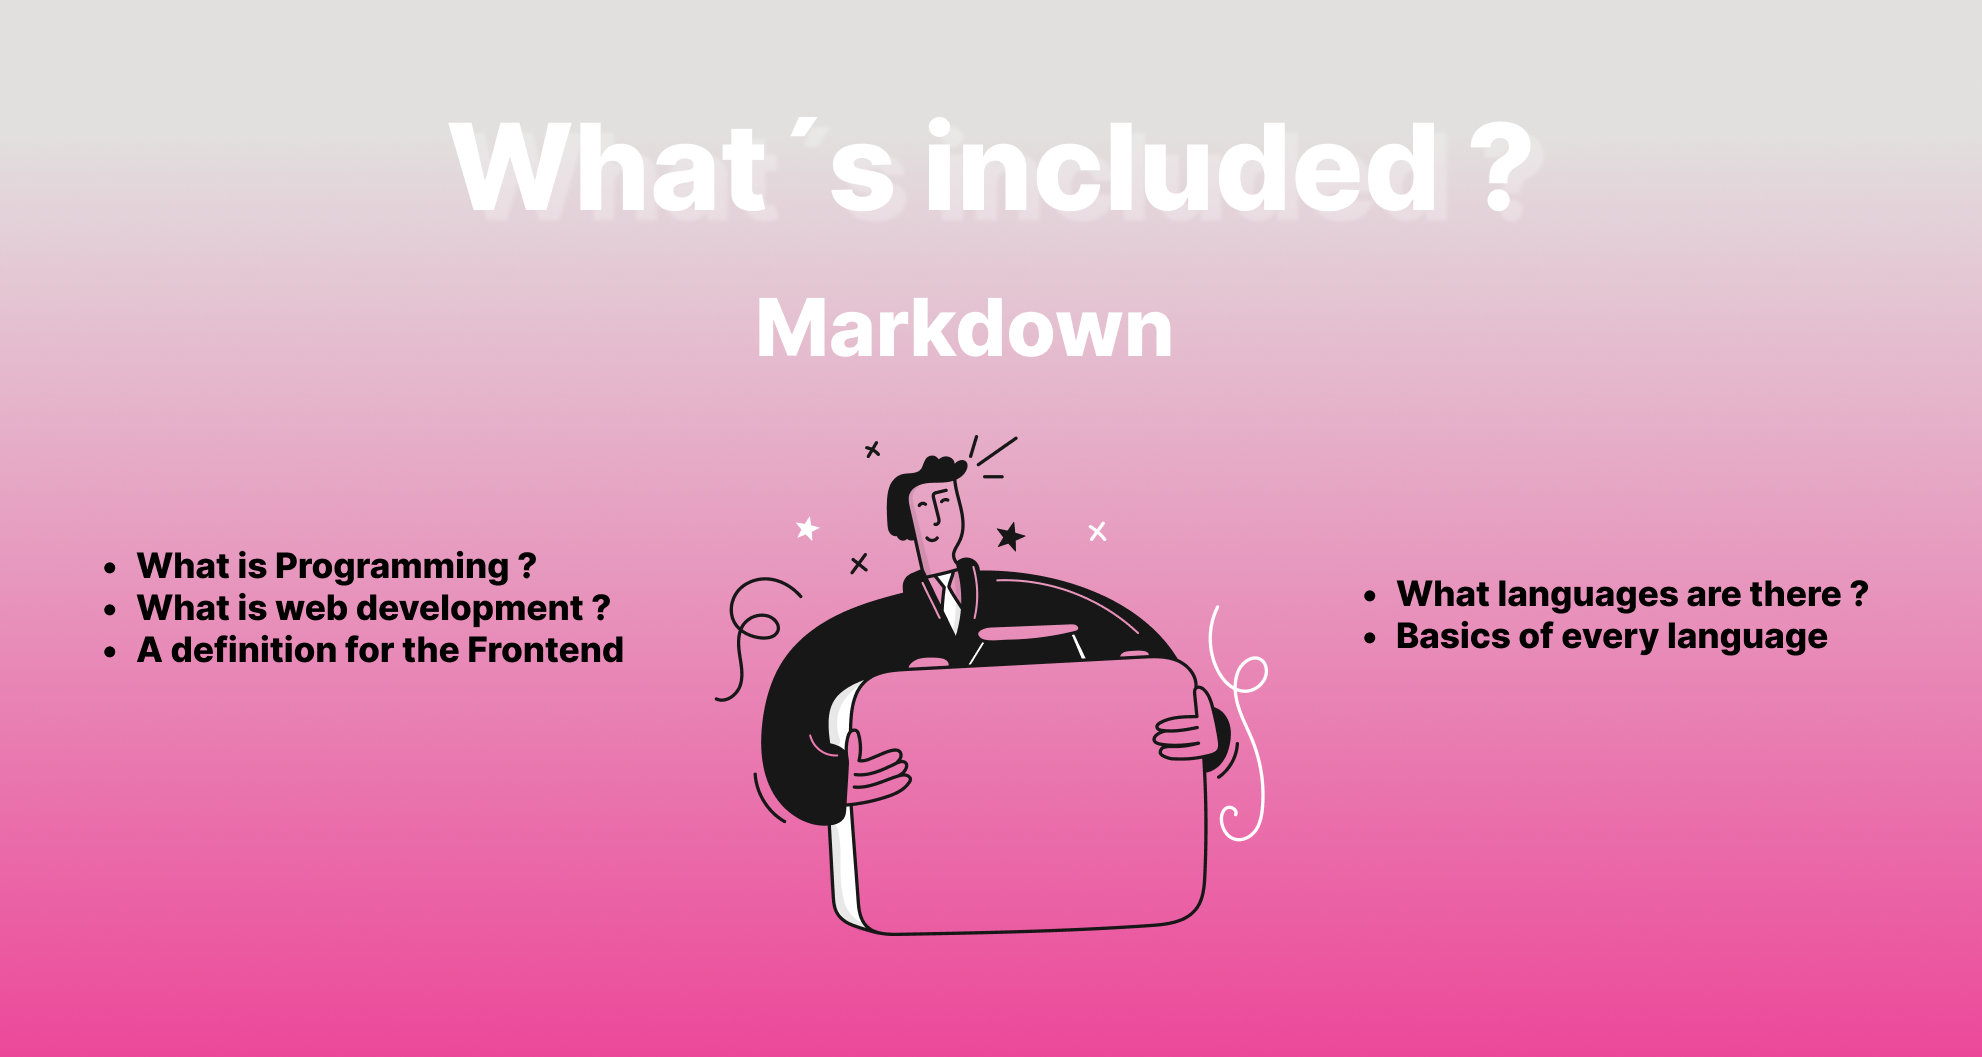 What´s included ?
Markdown
• What is Programming ?
• What is web development ?
• A definition for the Frontend
• What languages are there ?
• Basics of every language